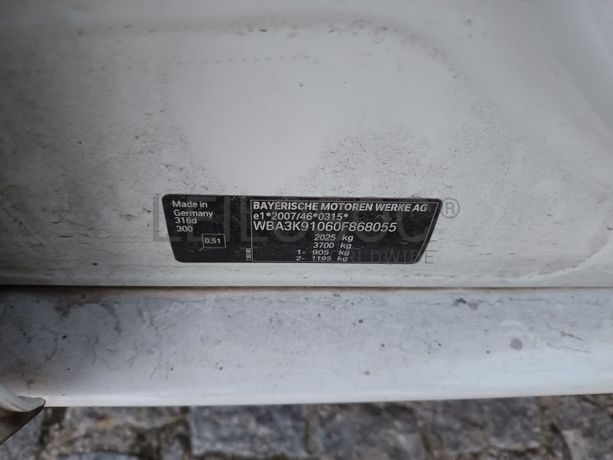 Made in
Germany
316d
300
0.51
BAYERISCHE MOTOREN WERKE AG
e1*2007/46*0315*
WBA3K91060F868055
2025 kg
3700 kg
1- 905 kg
2- 1195 kg
WORLDWIDE